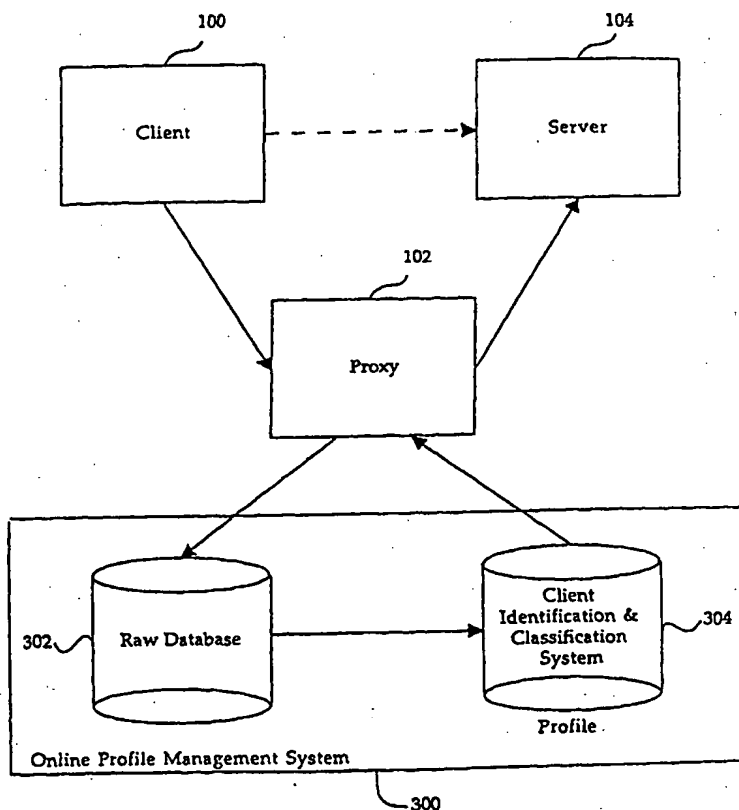 100
104
Client
Server
102
Proxy
302
Raw Database
Client
Identification &
Classification
System
304
Profile
Online Profile Management System
300